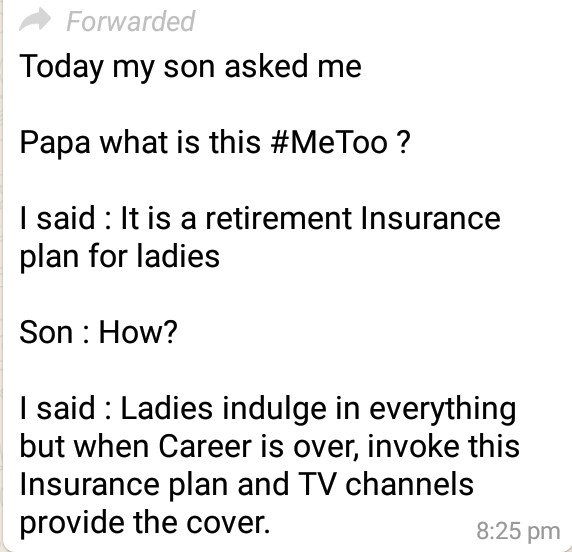 Forwarded
Today my son asked me
Papa what is this #MeToo ?
I said : It is a retirement Insurance
plan for ladies
Son : How?
I said : Ladies indulge in everything
but when Career is over, invoke this
Insurance plan and TV channels
provide the cover.
8:25 pm